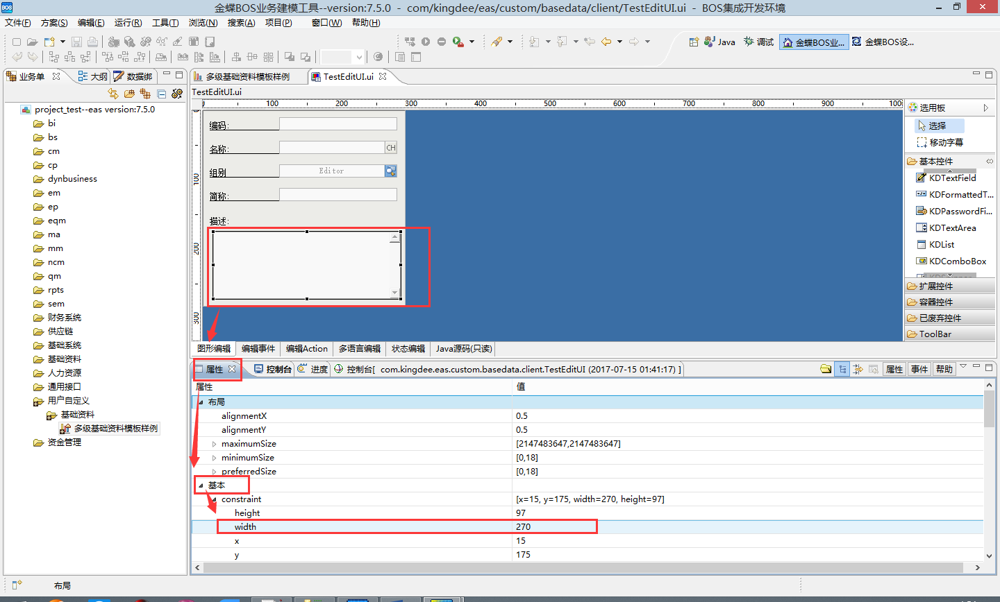 BOS 金蝶BOS业务建模工具--version:7.5.0 - com/kingdee/eas/custom/basedata/client/TestEditUI.ui - BOS集成开发环境
文件(F) 方案(S) 编辑(E) 运行(R) 工具(T) 浏览(N) 搜索(A) 项目(P) 窗口(W) 帮助(H)
Java 调试 金蝶BOS业... 金蝶BOS设...
业务单 大纲 数据绑 多级基础资料模板样例 TestEditUI.ui
TestEditUI.ui
0 100 200 300 400 500 600 700 800 900 1000
100
200
300
project_test--eas version:7.5.0
bi
bs
cm
cp
dynbusiness
em
ep
eqm
ma
mm
ncm
qm
rpts
sem
财务系统
供应链
基础系统
基础资料
人力资源
通用接口
用户自定义
基础资料
多级基础资料模板样例
资金管理
编码:
名称: CH
组别 Editor
简称:
描述:
选用板
选择
移动字幕
基本控件
KDTextField
KDFormattedT...
KDPasswordFi...
KDTextArea
KDList
KDComboBox
扩展控件
容器控件
已废弃控件
ToolBar
图形编辑 编辑事件 编辑Action 多语言编辑 状态编辑 Java源码(只读)
属性 控制台 进度 控制台[ com.kingdee.eas.custom.basedata.client.TestEditUI (2017-07-15 01:41:17) ] 属性 事件 帮助
属性 值
布局
alignmentX 0.5
alignmentY 0.5
maximumSize [2147483647,2147483647]
minimumSize [0,18]
preferredSize [0,18]
基本
constraint [x=15, y=175, width=270, height=97]
height 97
width 270
x 15
y 175
布局